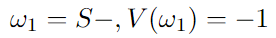 ω₁ = S−, V(ω₁) = −1